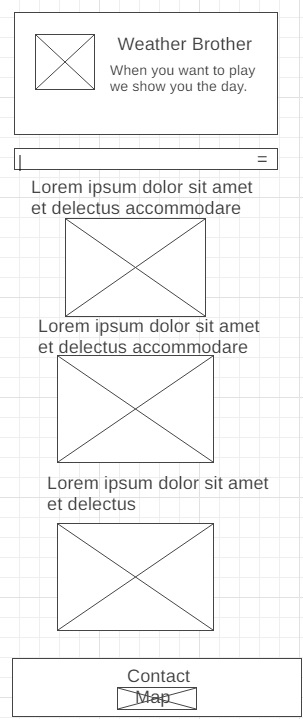 Weather Brother
When you want to play
we show you the day.
| =
Lorem ipsum dolor sit amet
et delectus accommodare
Lorem ipsum dolor sit amet
et delectus accommodare
Lorem ipsum dolor sit amet
et delectus
Contact
Map